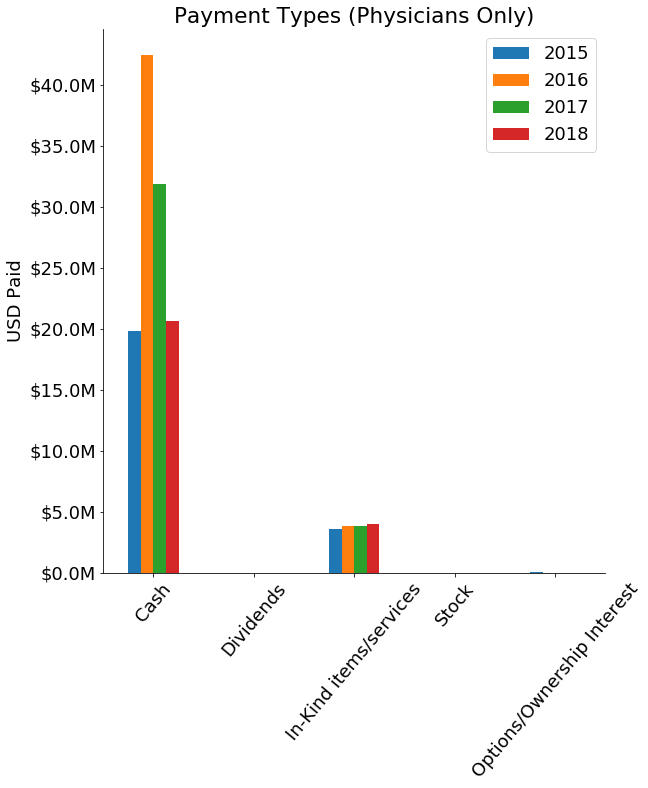 Payment Types (Physicians Only)
2015
2016
2017
2018
$40.0M
$35.0M
$30.0M
$25.0M
$20.0M
$15.0M
$10.0M
$5.0M
$0.0M
USD Paid
Cash
Dividends
In-Kind items/services
Stock
Options/Ownership Interest